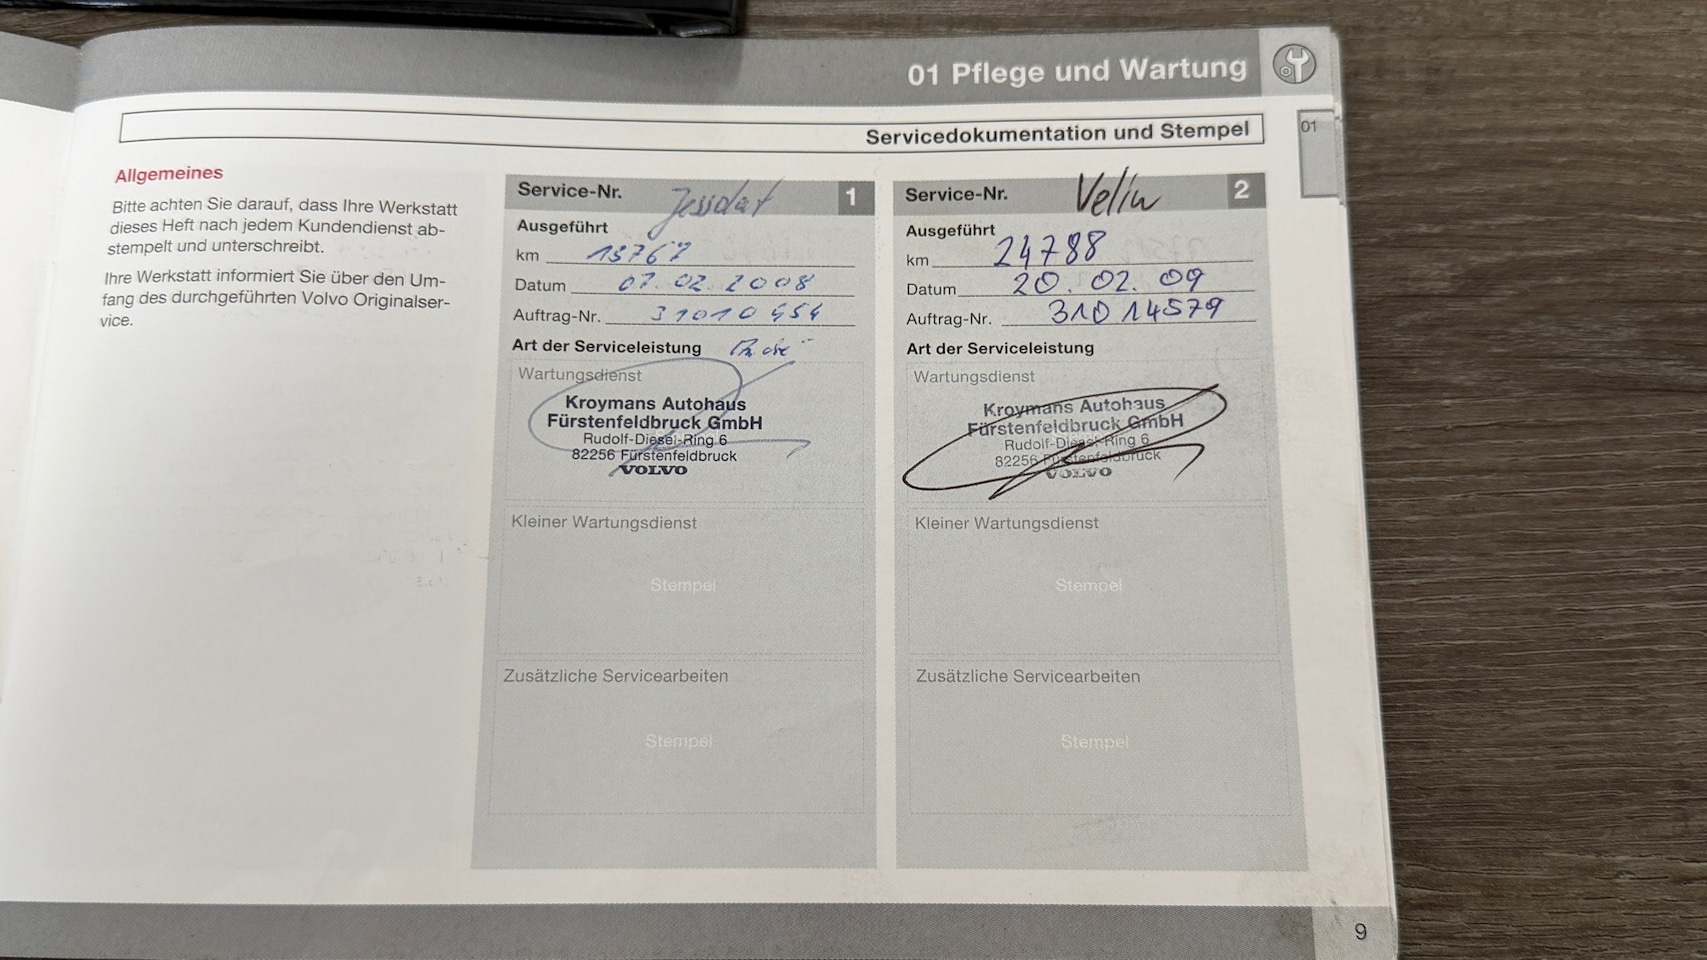 01 Pflege und Wartung
Servicedokumentation und Stempel
01
Allgemeines
Bitte achten Sie darauf, dass Ihre Werkstatt
dieses Heft nach jedem Kundendienst ab-
stempelt und unterschreibt.
Ihre Werkstatt informiert Sie über den Um-
fang des durchgeführten Volvo Originalser-
vice.
Service-Nr. 1
Ausgeführt
km 13767
Datum 07.02.2008
Auftrag-Nr. 31010454
Art der Serviceleistung
Wartungsdienst
Kroymans Autohaus
Fürstenfeldbruck GmbH
Rudolf-Diesel-Ring 6
82256 Fürstenfeldbruck
VOLVO
Kleiner Wartungsdienst
Stempel
Zusätzliche Servicearbeiten
Stempel
Service-Nr. 2
Ausgeführt
km 24788
Datum 20.02.09
Auftrag-Nr. 31014579
Art der Serviceleistung
Wartungsdienst
Kroymans Autohaus
Fürstenfeldbruck GmbH
Rudolf-Diesel-Ring 6
82256 Fürstenfeldbruck
VOLVO
Kleiner Wartungsdienst
Stempel
Zusätzliche Servicearbeiten
Stempel
9